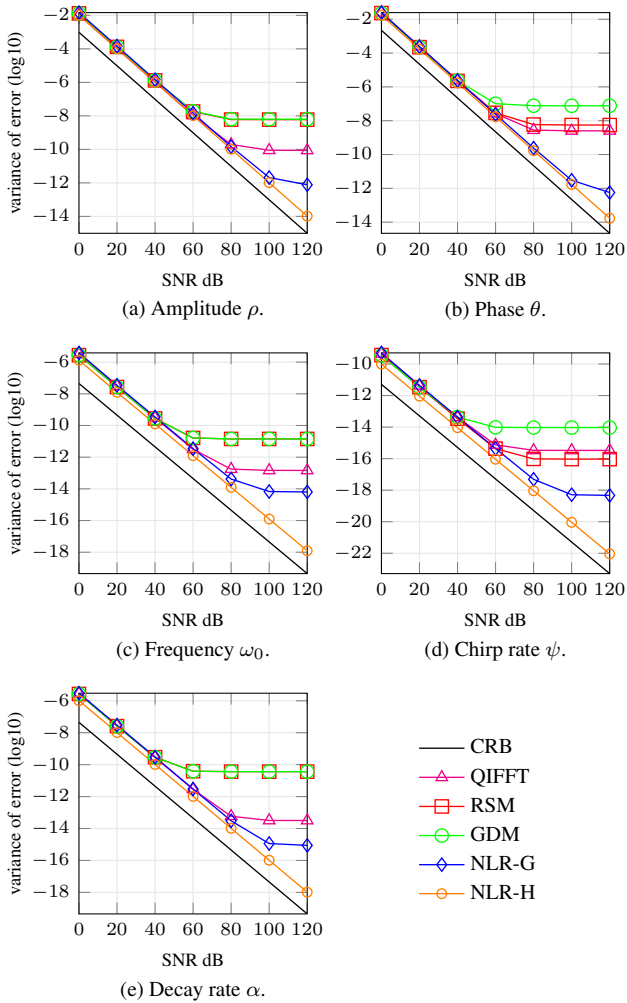 −2
−4
−6
−8
−10
−12
−14
variance of error (log10)
0 20 40 60 80 100 120
SNR dB
(a) Amplitude ρ.
−2
−4
−6
−8
−10
−12
−14
0 20 40 60 80 100 120
SNR dB
(b) Phase θ.
−6
−8
−10
−12
−14
−16
−18
variance of error (log10)
0 20 40 60 80 100 120
SNR dB
(c) Frequency ω₀.
−10
−12
−14
−16
−18
−20
−22
0 20 40 60 80 100 120
SNR dB
(d) Chirp rate ψ.
−6
−8
−10
−12
−14
−16
−18
variance of error (log10)
0 20 40 60 80 100 120
SNR dB
(e) Decay rate α.
CRB
QIFFT
RSM
GDM
NLR-G
NLR-H